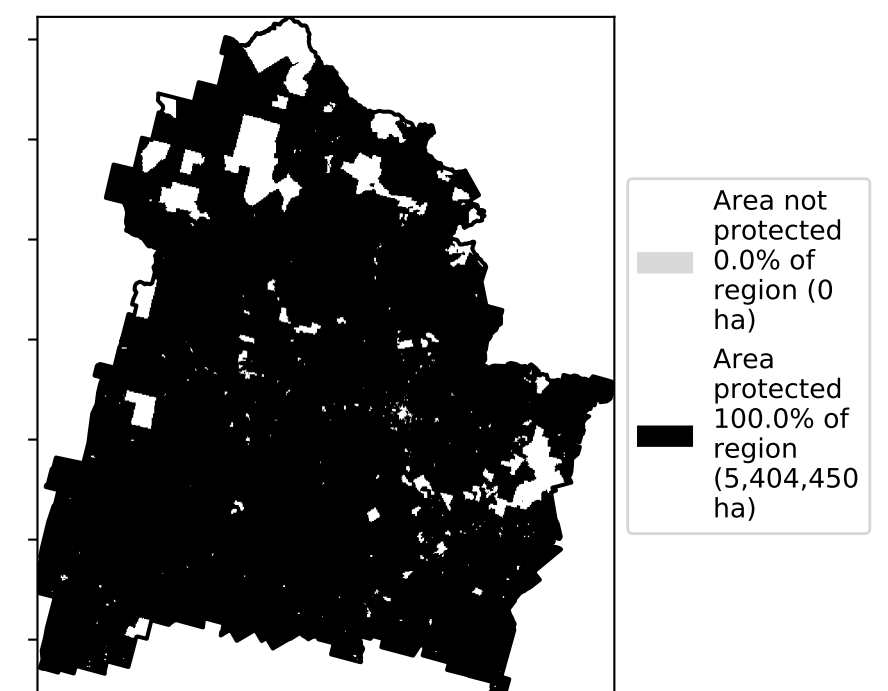 Area not
protected
0.0% of
region (0
ha)
Area
protected
100.0% of
region
(5,404,450
ha)